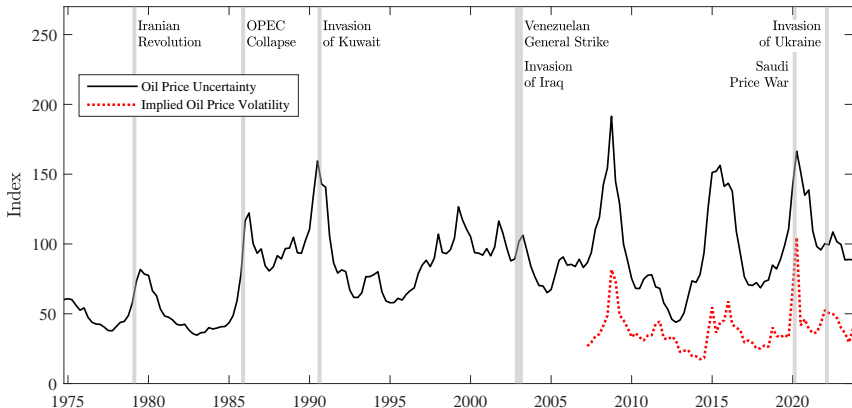 250
200
150
100
50
0
Index
Iranian
Revolution
OPEC
Collapse
Invasion
of Kuwait
Venezuelan
General Strike
Invasion
of Iraq
Invasion
of Ukraine
Saudi
Price War
Oil Price Uncertainty
Implied Oil Price Volatility
1975 1980 1985 1990 1995 2000 2005 2010 2015 2020